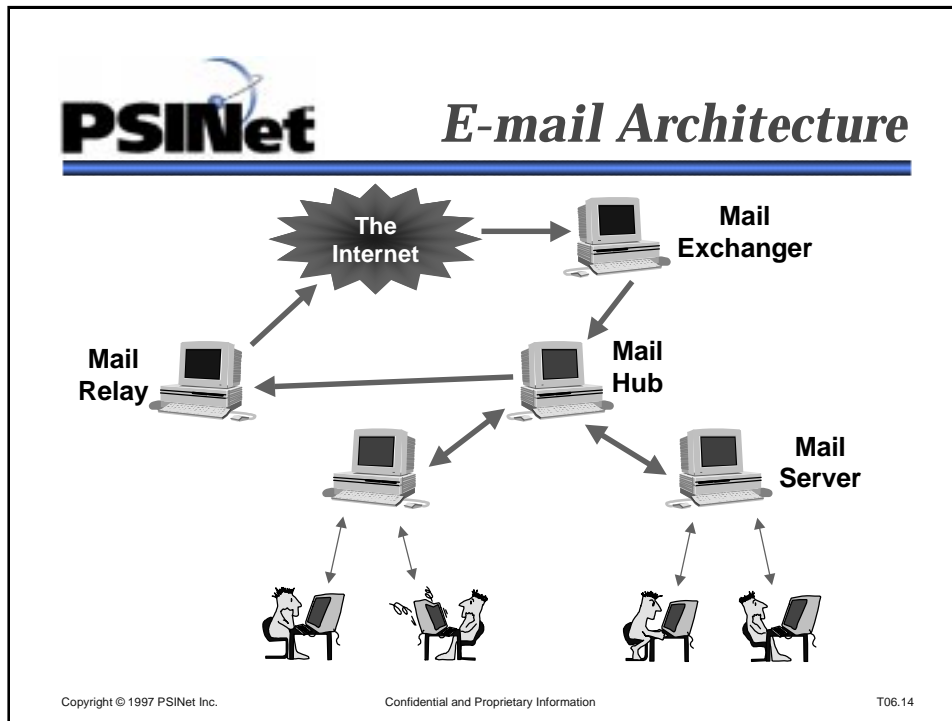 PSINet
E-mail Architecture
The
Internet
Mail
Exchanger
Mail
Relay
Mail
Hub
Mail
Server
Copyright © 1997 PSINet Inc.
Confidential and Proprietary Information
T06.14